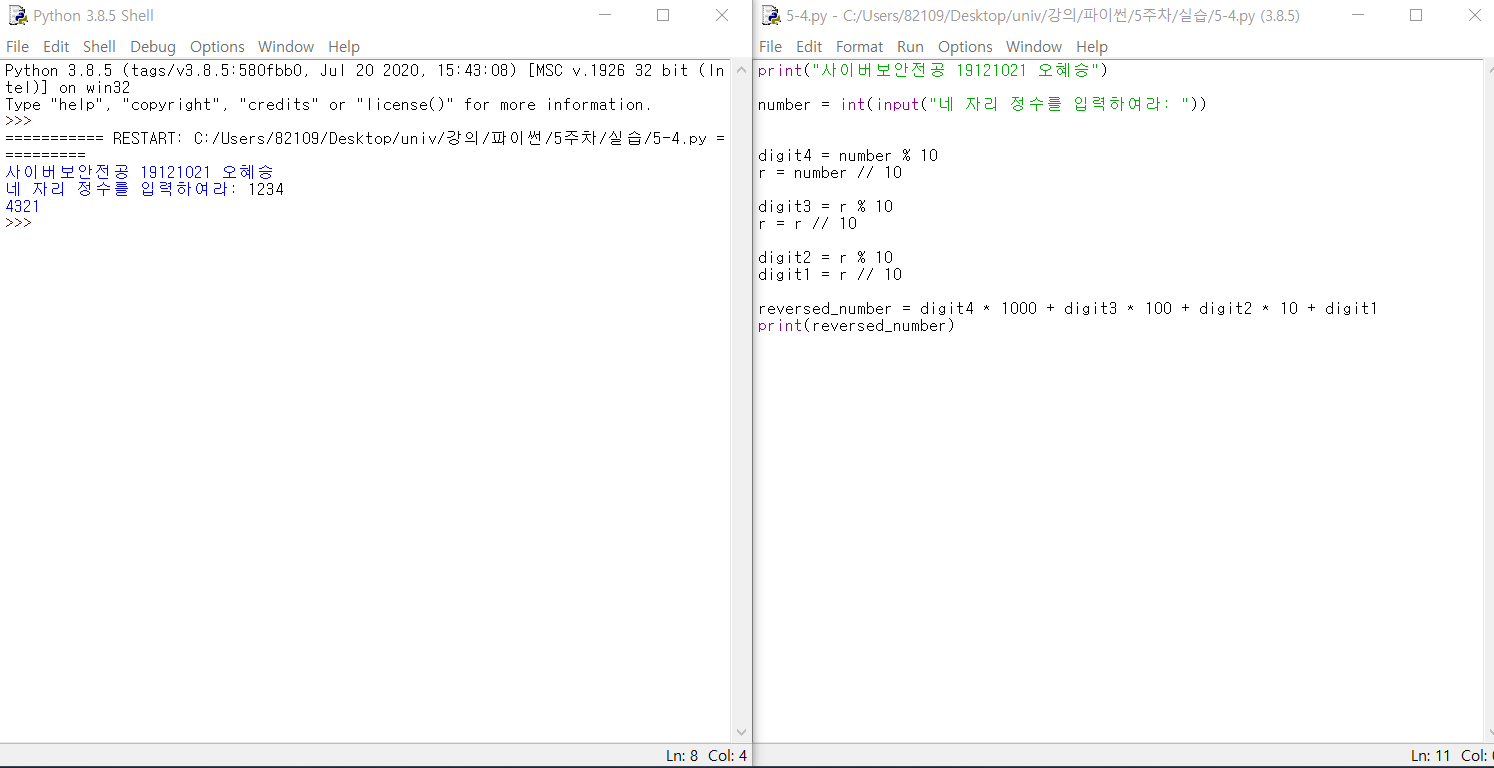 Python 3.8.5 Shell
File Edit Shell Debug Options Window Help
Python 3.8.5 (tags/v3.8.5:580fbb0, Jul 20 2020, 15:43:08) [MSC v.1926 32 bit (In
tel)] on win32
Type "help", "copyright", "credits" or "license()" for more information.
>>>
=========== RESTART: C:/Users/82109/Desktop/univ/강의/파이썬/5주차/실습/5-4.py =
=========
사이버보안전공 19121021 오혜승
네 자리 정수를 입력하여라: 1234
4321
>>>
Ln: 8 Col: 4
5-4.py - C:/Users/82109/Desktop/univ/강의/파이썬/5주차/실습/5-4.py (3.8.5)
File Edit Format Run Options Window Help
print("사이버보안전공 19121021 오혜승")
number = int(input("네 자리 정수를 입력하여라: "))
digit4 = number % 10
r = number // 10
digit3 = r % 10
r = r // 10
digit2 = r % 10
digit1 = r // 10
reversed_number = digit4 * 1000 + digit3 * 100 + digit2 * 10 + digit1
print(reversed_number)
Ln: 11 Col: